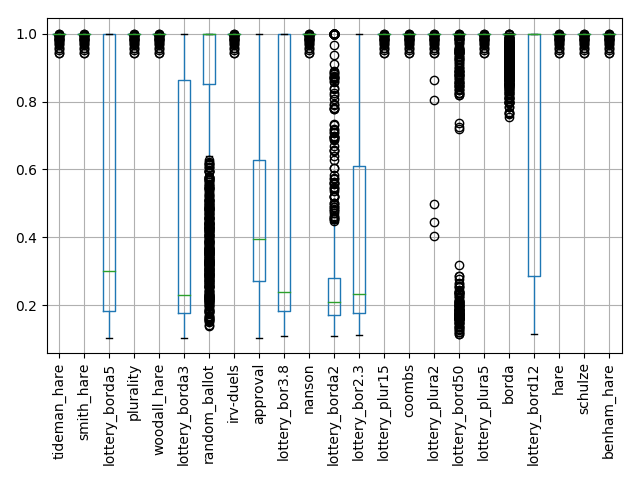 1.0
0.8
0.6
0.4
0.2
tideman_hare
smith_hare
lottery_borda5
plurality
woodall_hare
lottery_borda3
random_ballot
irv-duels
approval
lottery_bor3.8
nanson
lottery_borda2
lottery_bor2.3
lottery_plur15
coombs
lottery_plura2
lottery_bord50
lottery_plura5
borda
lottery_bord12
hare
schulze
benham_hare